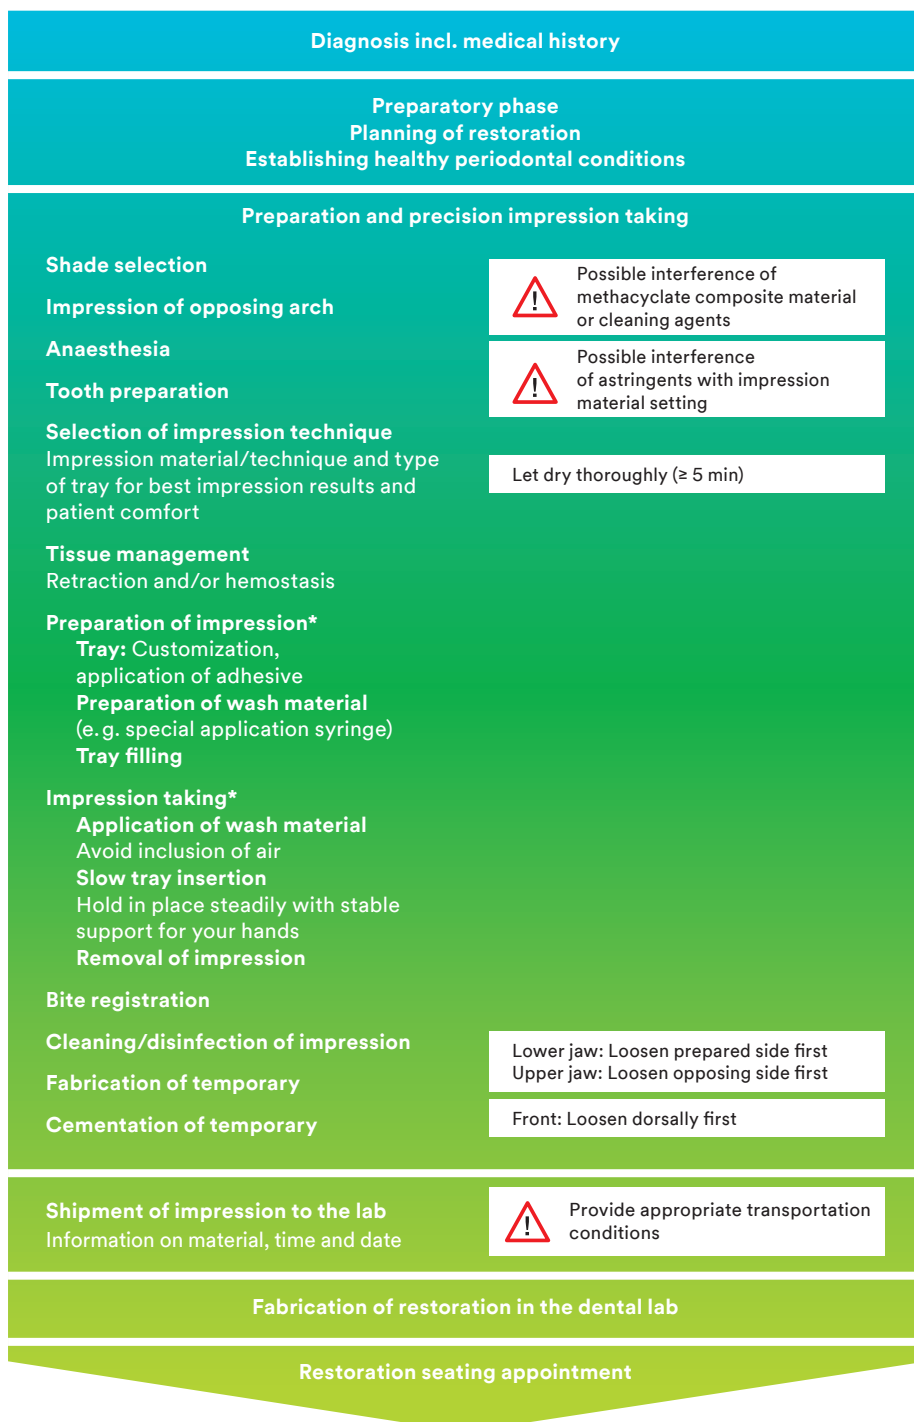 Diagnosis incl. medical history
Preparatory phase
Planning of restoration
Establishing healthy periodontal conditions
Preparation and precision impression taking
Shade selection
Impression of opposing arch
Anaesthesia
Tooth preparation
Selection of impression technique
Impression material/technique and type
of tray for best impression results and
patient comfort
Tissue management
Retraction and/or hemostasis
Preparation of impression*
Tray: Customization,
application of adhesive
Preparation of wash material
(e. g. special application syringe)
Tray filling
Impression taking*
Application of wash material
Avoid inclusion of air
Slow tray insertion
Hold in place steadily with stable
support for your hands
Removal of impression
Bite registration
Cleaning/disinfection of impression
Fabrication of temporary
Cementation of temporary
! Possible interference of
methacyclate composite material
or cleaning agents
! Possible interference
of astringents with impression
material setting
Let dry thoroughly (≥ 5 min)
Lower jaw: Loosen prepared side first
Upper jaw: Loosen opposing side first
Front: Loosen dorsally first
Shipment of impression to the lab
Information on material, time and date
! Provide appropriate transportation
conditions
Fabrication of restoration in the dental lab
Restoration seating appointment